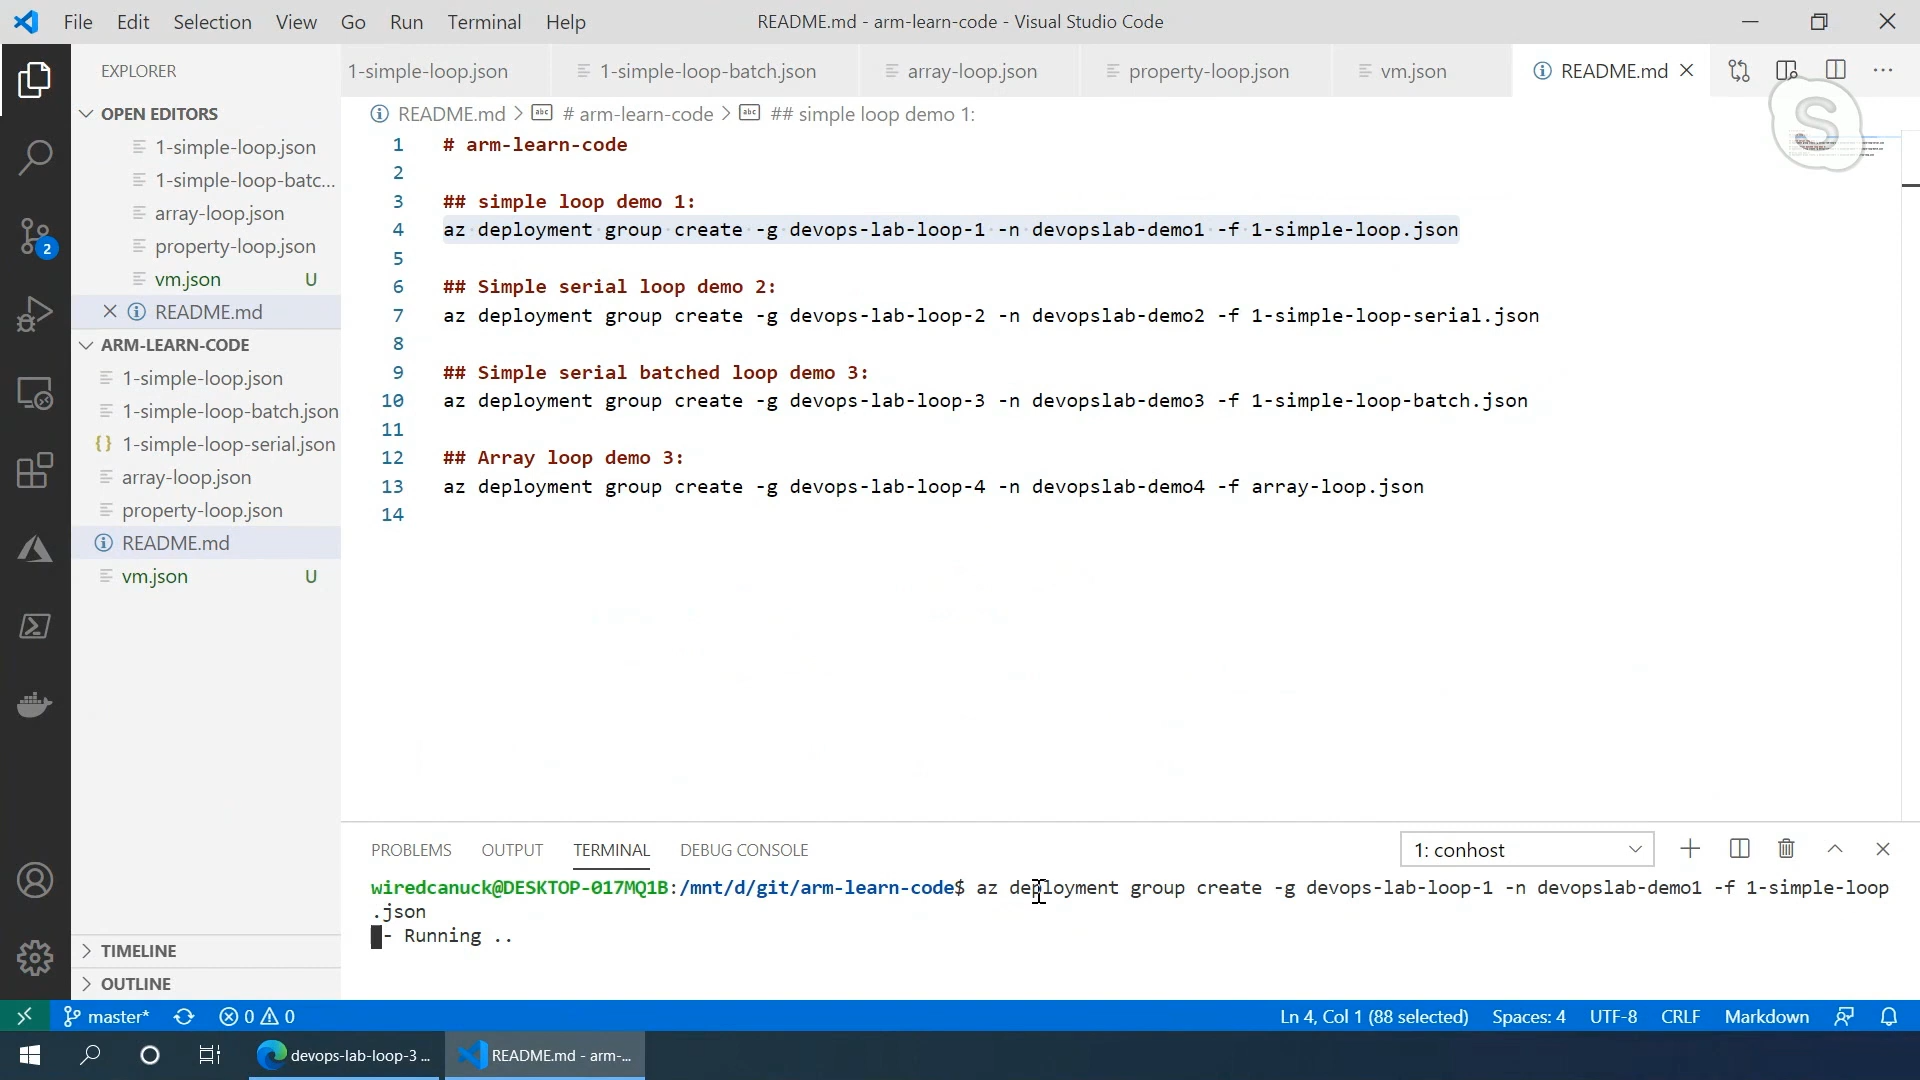 File Edit Selection View Go Run Terminal Help
README.md - arm-learn-code - Visual Studio Code
EXPLORER
1-simple-loop.json
1-simple-loop-batch.json
array-loop.json
property-loop.json
vm.json
README.md
OPEN EDITORS
1-simple-loop.json
1-simple-loop-batc...
array-loop.json
property-loop.json
vm.json U
README.md
ARM-LEARN-CODE
1-simple-loop.json
1-simple-loop-batch.json
{} 1-simple-loop-serial.json
array-loop.json
property-loop.json
README.md
vm.json U
TIMELINE
OUTLINE
2
README.md > # arm-learn-code > ## simple loop demo 1:
1 # arm-learn-code
2
3 ## simple loop demo 1:
4 az deployment group create -g devops-lab-loop-1 -n devopslab-demo1 -f 1-simple-loop.json
5
6 ## Simple serial loop demo 2:
7 az deployment group create -g devops-lab-loop-2 -n devopslab-demo2 -f 1-simple-loop-serial.json
8
9 ## Simple serial batched loop demo 3:
10 az deployment group create -g devops-lab-loop-3 -n devopslab-demo3 -f 1-simple-loop-batch.json
11
12 ## Array loop demo 3:
13 az deployment group create -g devops-lab-loop-4 -n devopslab-demo4 -f array-loop.json
14
PROBLEMS OUTPUT TERMINAL DEBUG CONSOLE
1: conhost
wiredcanuck@DESKTOP-017MQ1B:/mnt/d/git/arm-learn-code$ az deployment group create -g devops-lab-loop-1 -n devopslab-demo1 -f 1-simple-loop
.json
- Running ..
master* 0 0
Ln 4, Col 1 (88 selected) Spaces: 4 UTF-8 CRLF Markdown
devops-lab-loop-3 ...
README.md - arm-...